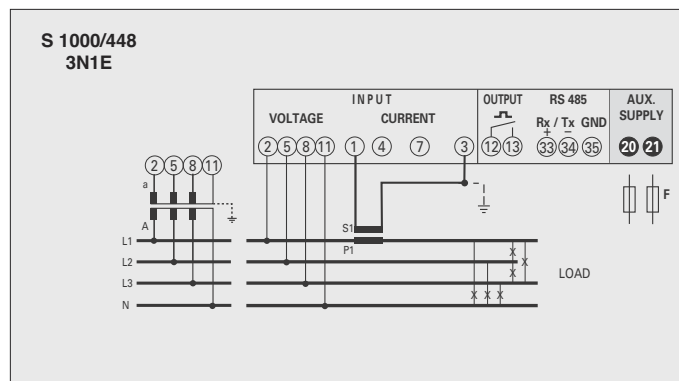 S 1000/448
3N1E
INPUT
VOLTAGE
CURRENT
OUTPUT
RS 485
Rx / Tx GND
+ −
AUX.
SUPPLY
2 5 8 11 1 4 7 3 12 13 33 34 35 20 21
2 5 8 11
a
A
F
S1
P1
L1
L2
L3
N
LOAD